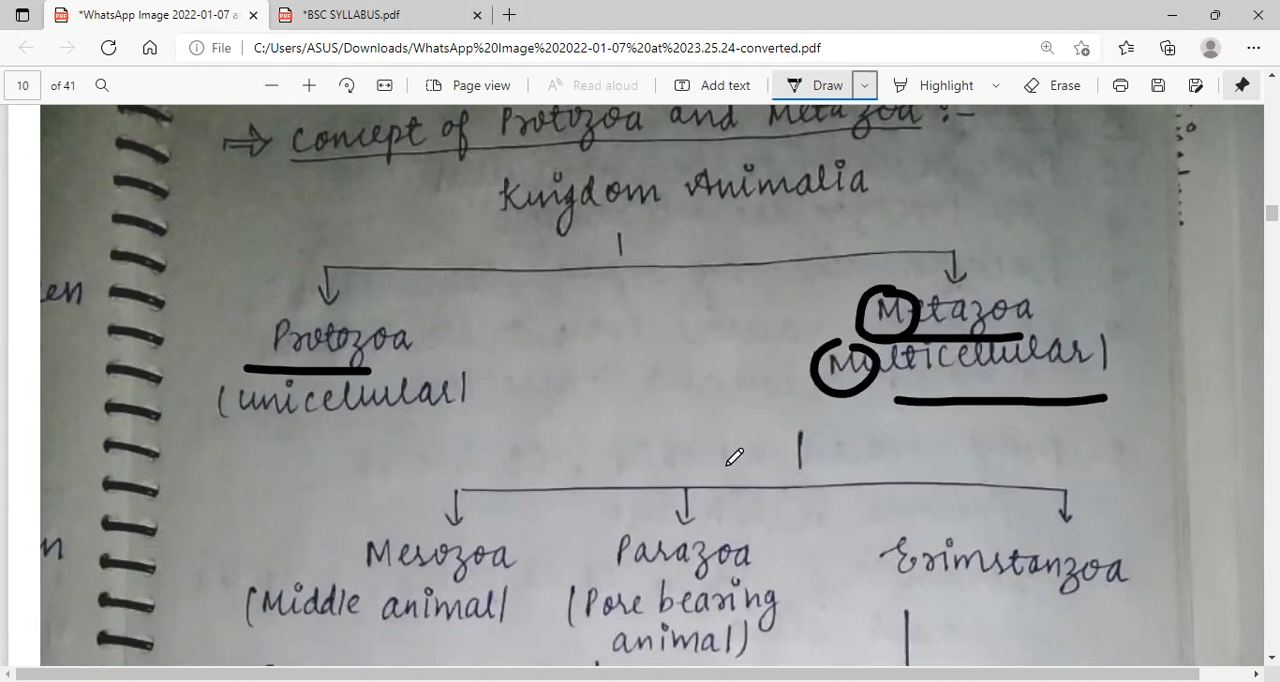 *WhatsApp Image 2022-01-07 a
*BSC SYLLABUS.pdf
File C:/Users/ASUS/Downloads/WhatsApp%20Image%202022-01-07%20at%2023.25.24-converted.pdf
10 of 41
Page view
Read aloud
Add text
Draw
Highlight
Erase
⇒ Concept of Protozoa and Metazoa :-
Kingdom Animalia
en
Protozoa
(unicellular)
Metazoa
Multicellular)
n
Mesozoa
(Middle animal)
Parazoa
(Pore bearing
animal)
Erimstanzoa